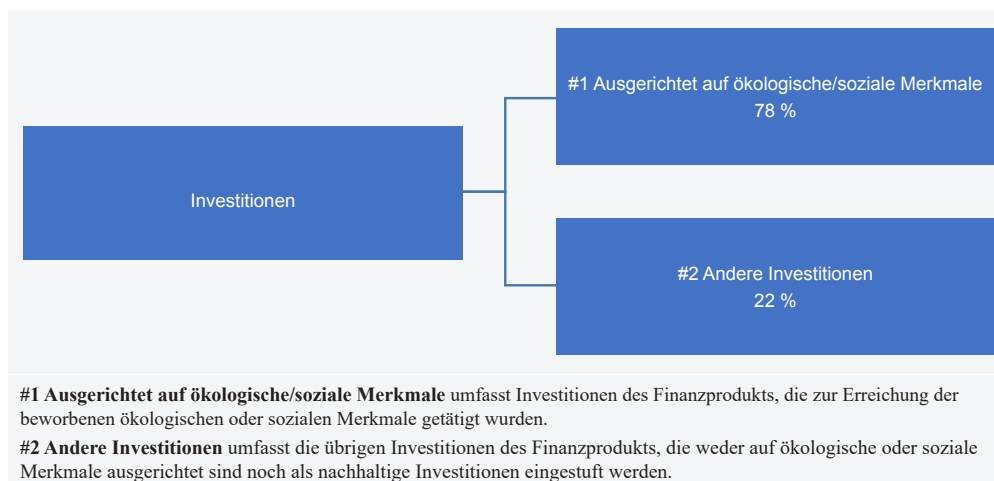 #1 Ausgerichtet auf ökologische/soziale Merkmale
78 %
Investitionen
#2 Andere Investitionen
22 %
#1 Ausgerichtet auf ökologische/soziale Merkmale umfasst Investitionen des Finanzprodukts, die zur Erreichung der
beworbenen ökologischen oder sozialen Merkmale getätigt wurden.
#2 Andere Investitionen umfasst die übrigen Investitionen des Finanzprodukts, die weder auf ökologische oder soziale
Merkmale ausgerichtet sind noch als nachhaltige Investitionen eingestuft werden.